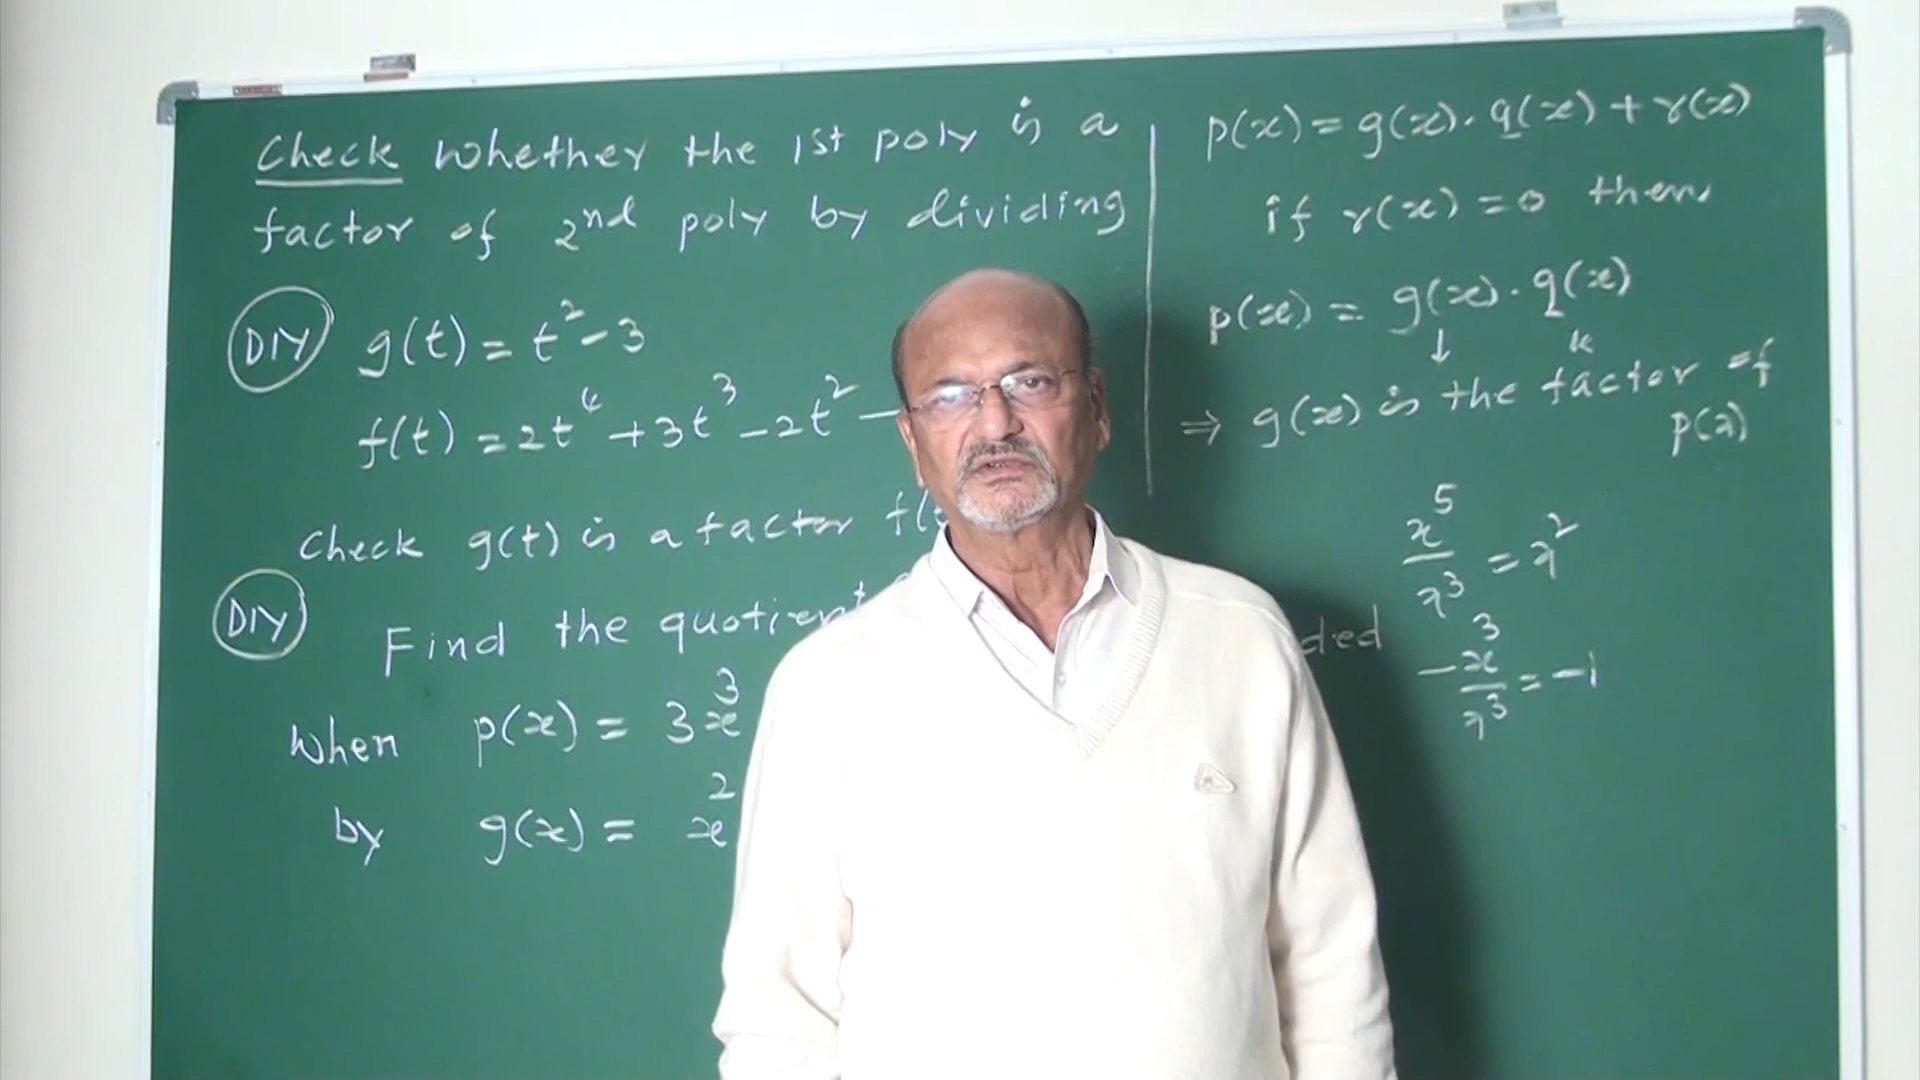 Check whether the 1st poly is a
factor of 2nd poly by dividing
DIY g(t) = t² - 3
f(t) = 2t⁴ + 3t³ - 2t² -
Check g(t) is a factor f(
DIY Find the quotient
ded
When p(x) = 3x³
by g(x) = x²
p(x) = g(x) · q(x) + r(x)
if r(x) = 0 then
p(x) = g(x) · q(x)
↓
⇒ g(x) is the factor of
p(x)
x⁵/x³ = x²
-x³/x³ = -1